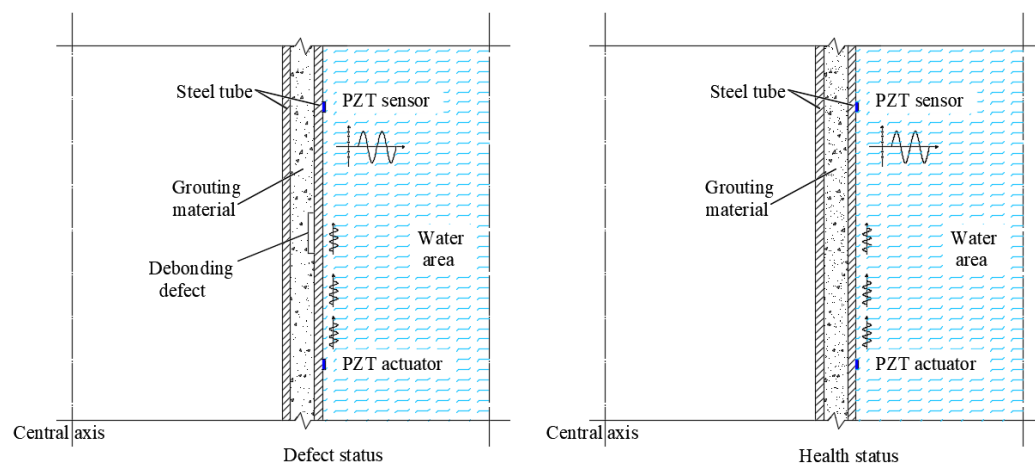 Steel tube
PZT sensor
Grouting
material
Debonding
defect
Water
area
PZT actuator
Central axis
Defect status
Steel tube
PZT sensor
Grouting
material
Water
area
PZT actuator
Central axis
Health status